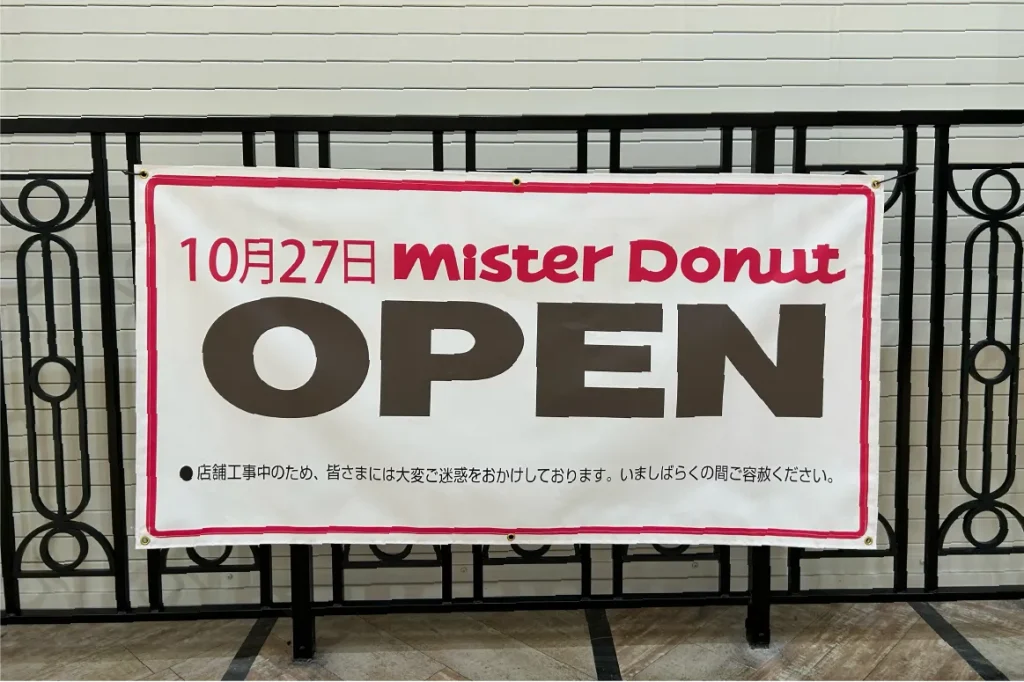 10月27日 mister Donut
OPEN
●店舗工事中のため、皆さまには大変ご迷惑をおかけしております。いましばらくの間ご容赦ください。